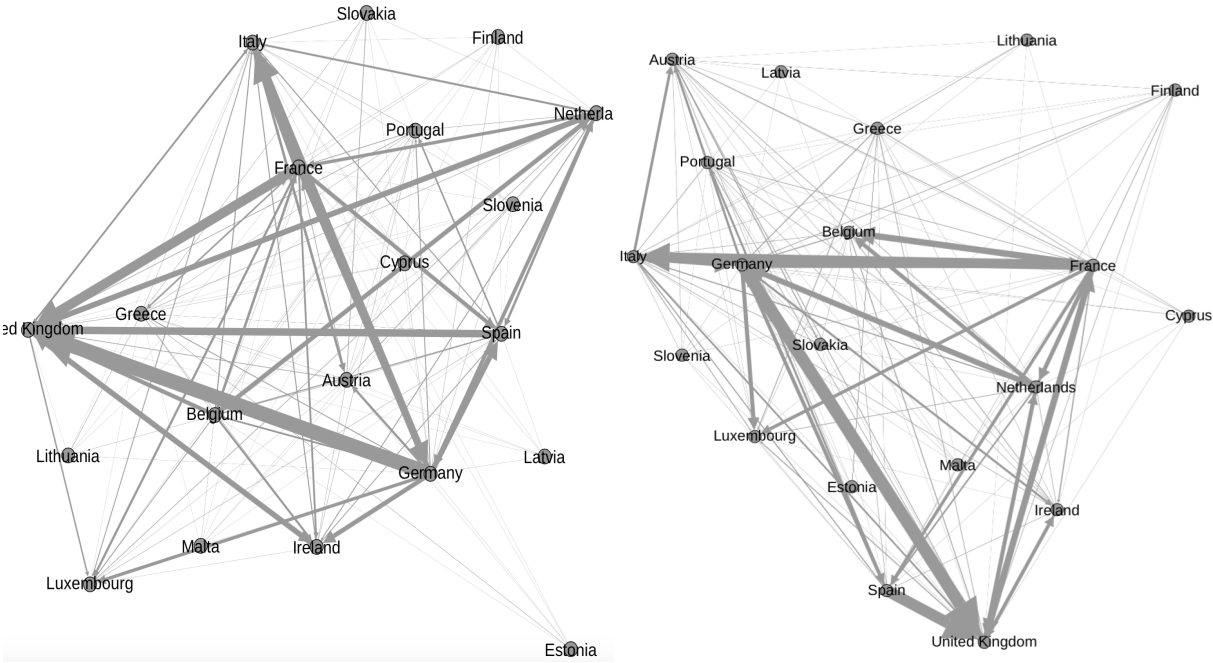 Slovakia
Italy
Finland
Netherla
Portugal
France
Slovenia
Cyprus
Greece
ed Kingdom
Spain
Austria
Belgium
Lithuania
Latvia
Germany
Malta
Ireland
Luxembourg
Estonia
Lithuania
Austria
Latvia
Finland
Greece
Portugal
Belgium
Italy
Germany
France
Cyprus
Slovakia
Slovenia
Netherlands
Luxembourg
Malta
Estonia
Ireland
Spain
United Kingdom